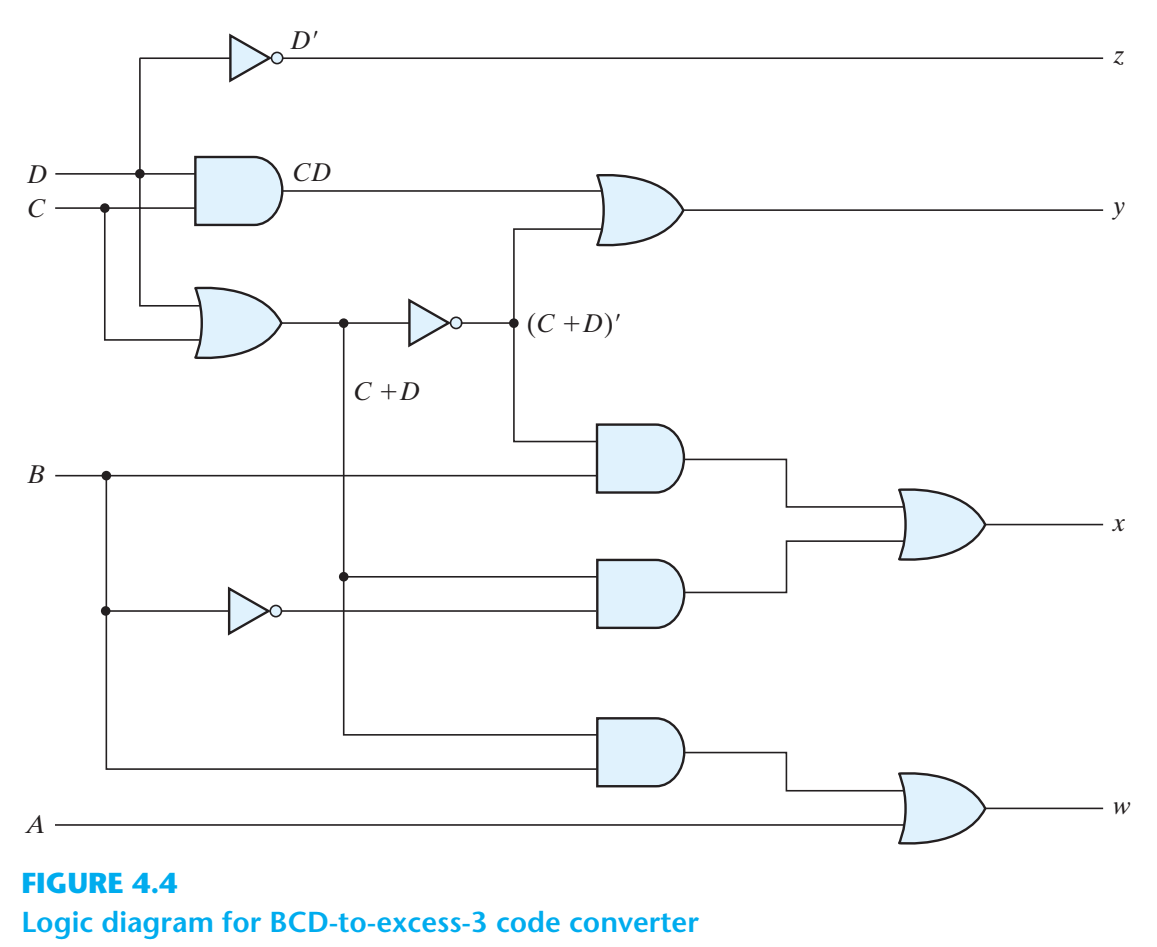 D′
z
D
CD
C
y
(C + D)′
C + D
B
x
A
w
FIGURE 4.4
Logic diagram for BCD-to-excess-3 code converter